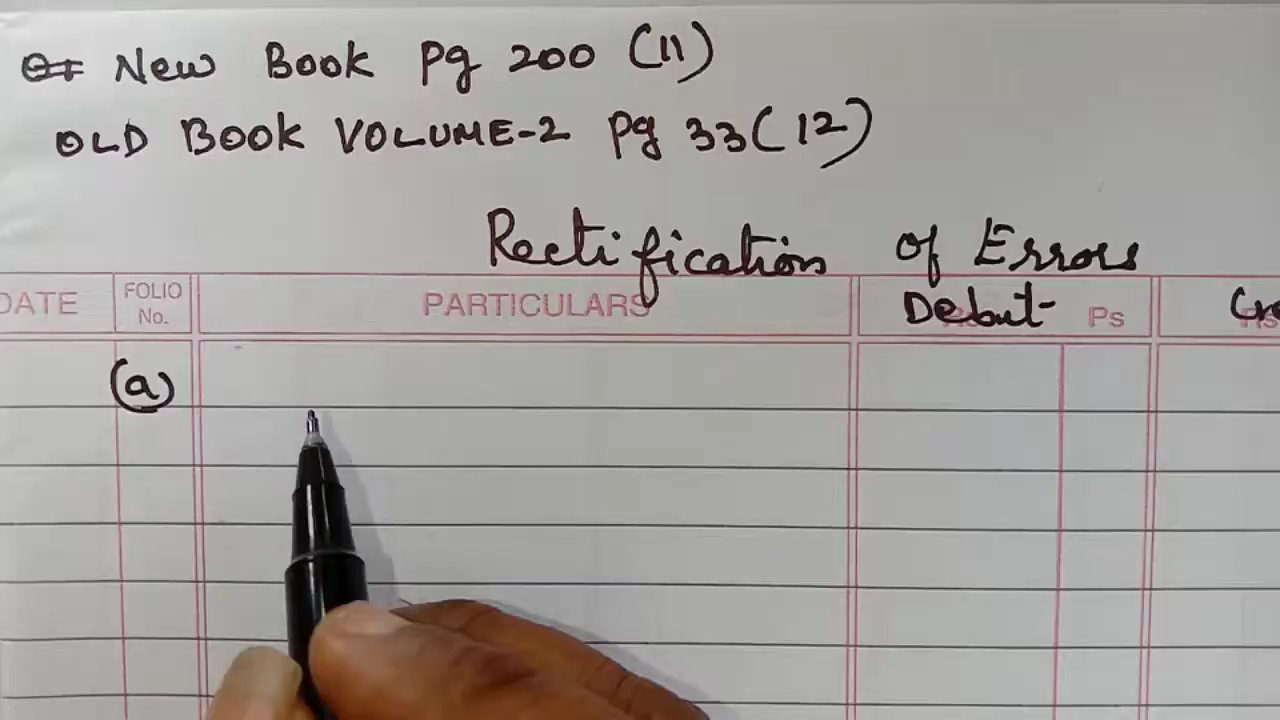 New Book Pg 200 (11)
OLD BOOK VOLUME-2 Pg 33(12)
Rectification of Errors
DATE FOLIO No. PARTICULARS Debit Ps Cre
(a)